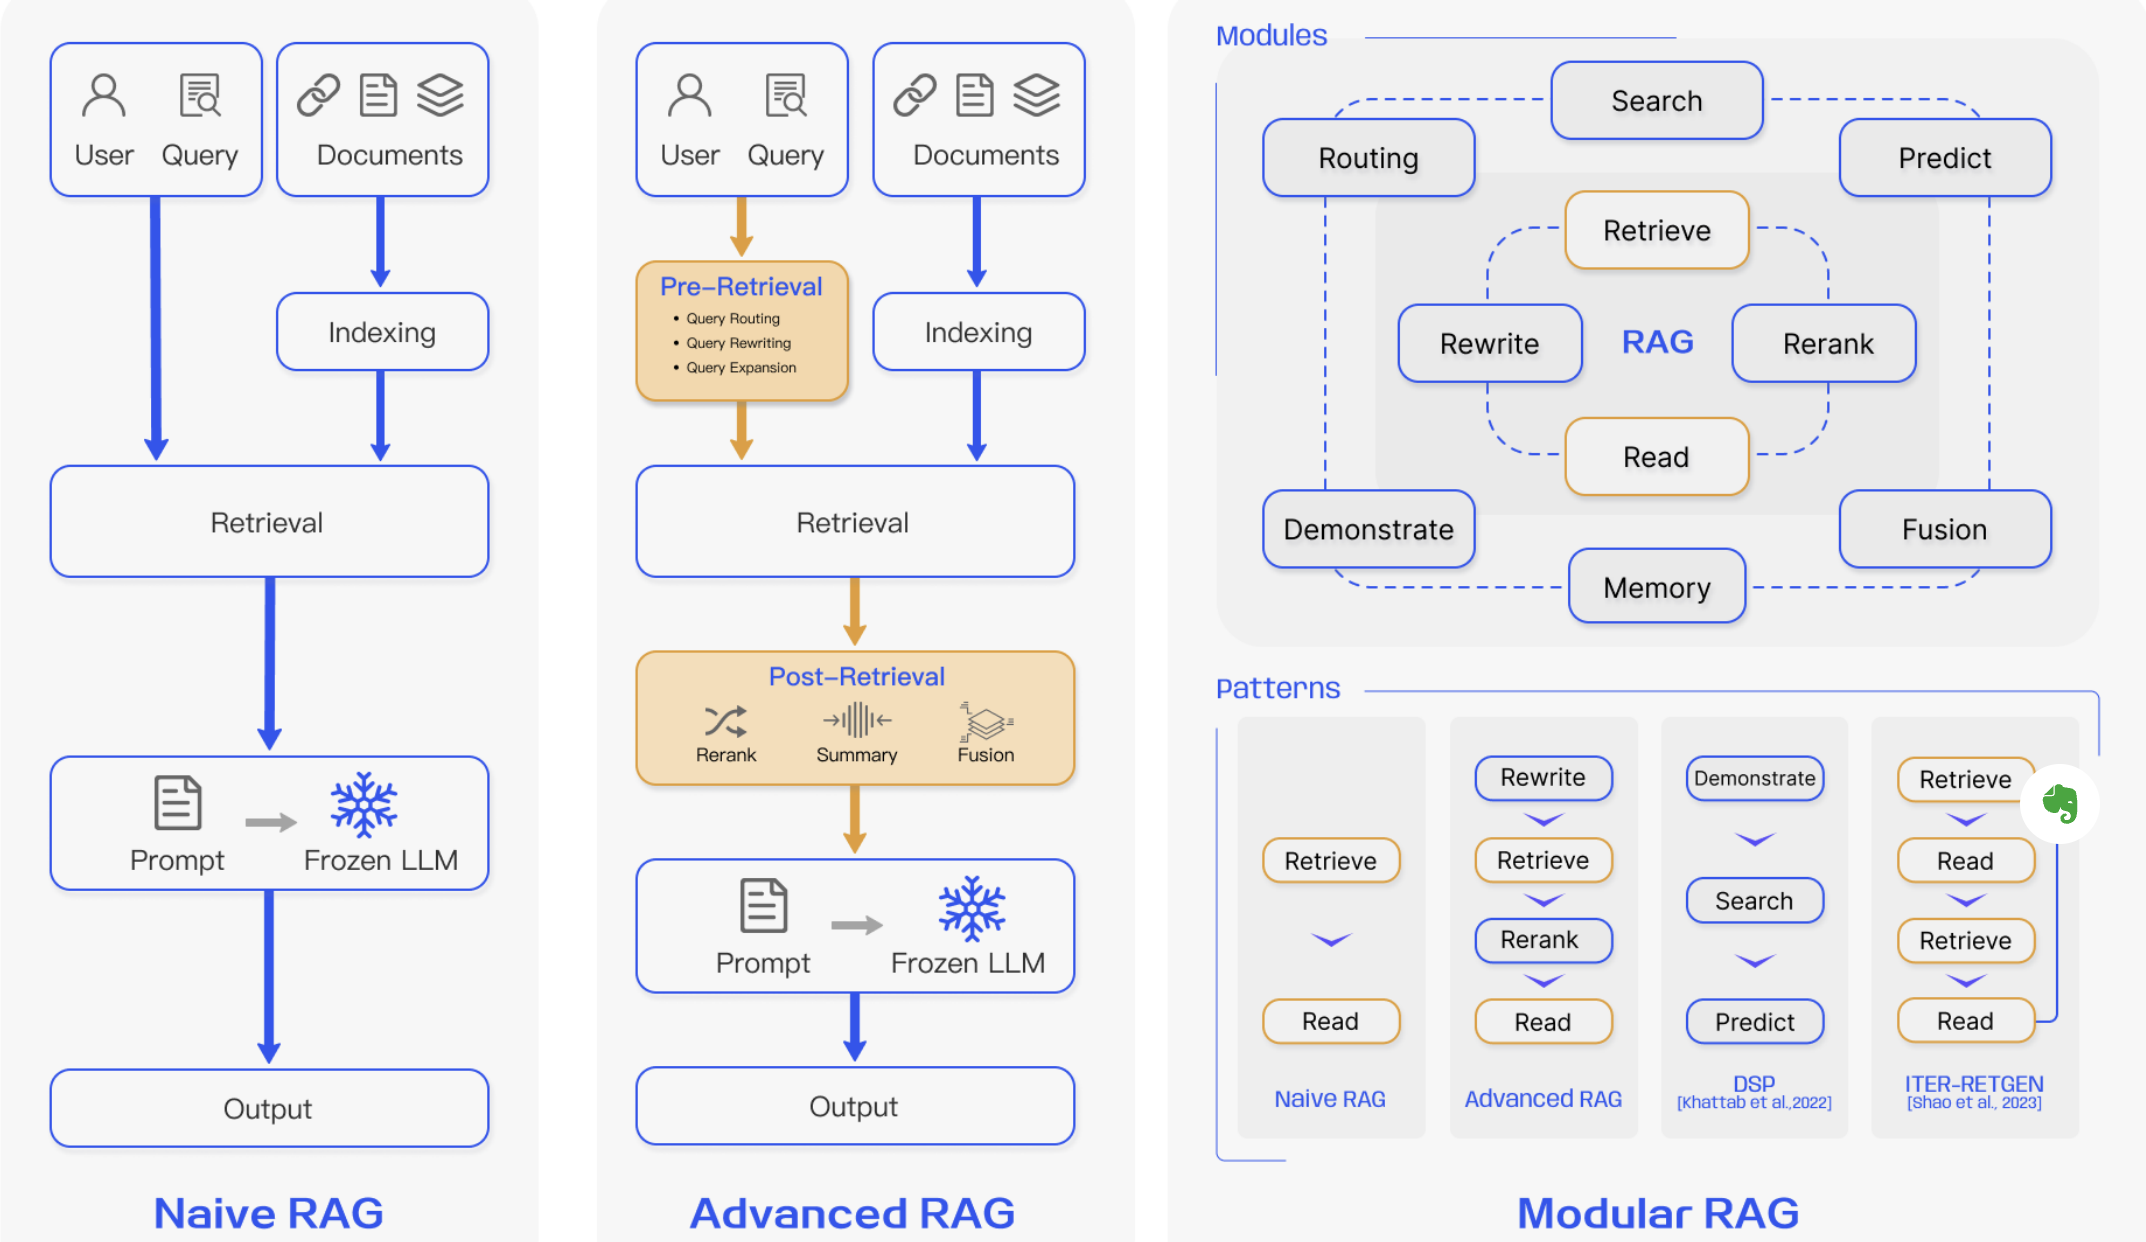 User Query
Documents
Indexing
Retrieval
Prompt
Frozen LLM
Output
Naive RAG
User Query
Documents
Pre-Retrieval
• Query Routing
• Query Rewriting
• Query Expansion
Indexing
Retrieval
Post-Retrieval
Rerank
Summary
Fusion
Prompt
Frozen LLM
Output
Advanced RAG
Modules
Search
Routing
Predict
Retrieve
Rewrite
RAG
Rerank
Read
Demonstrate
Fusion
Memory
Patterns
Retrieve
Read
Naive RAG
Rewrite
Retrieve
Rerank
Read
Advanced RAG
Demonstrate
Search
Predict
DSP
[Khattab et al.,2022]
Retrieve
Read
Retrieve
Read
ITER-RETGEN
[Shao et al., 2023]
Modular RAG